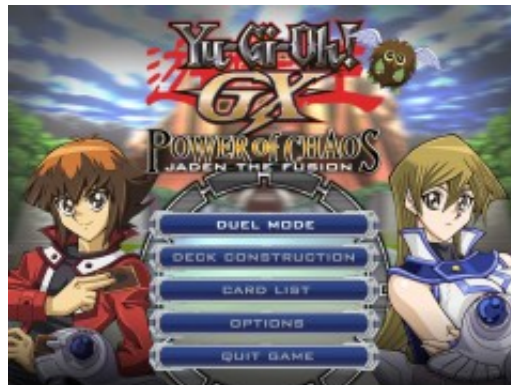 Yu-Gi-Oh!
GX
POWER OF CHAOS
JADEN THE FUSION
DUEL MODE
DECK CONSTRUCTION
CARD LIST
OPTIONS
QUIT GAME